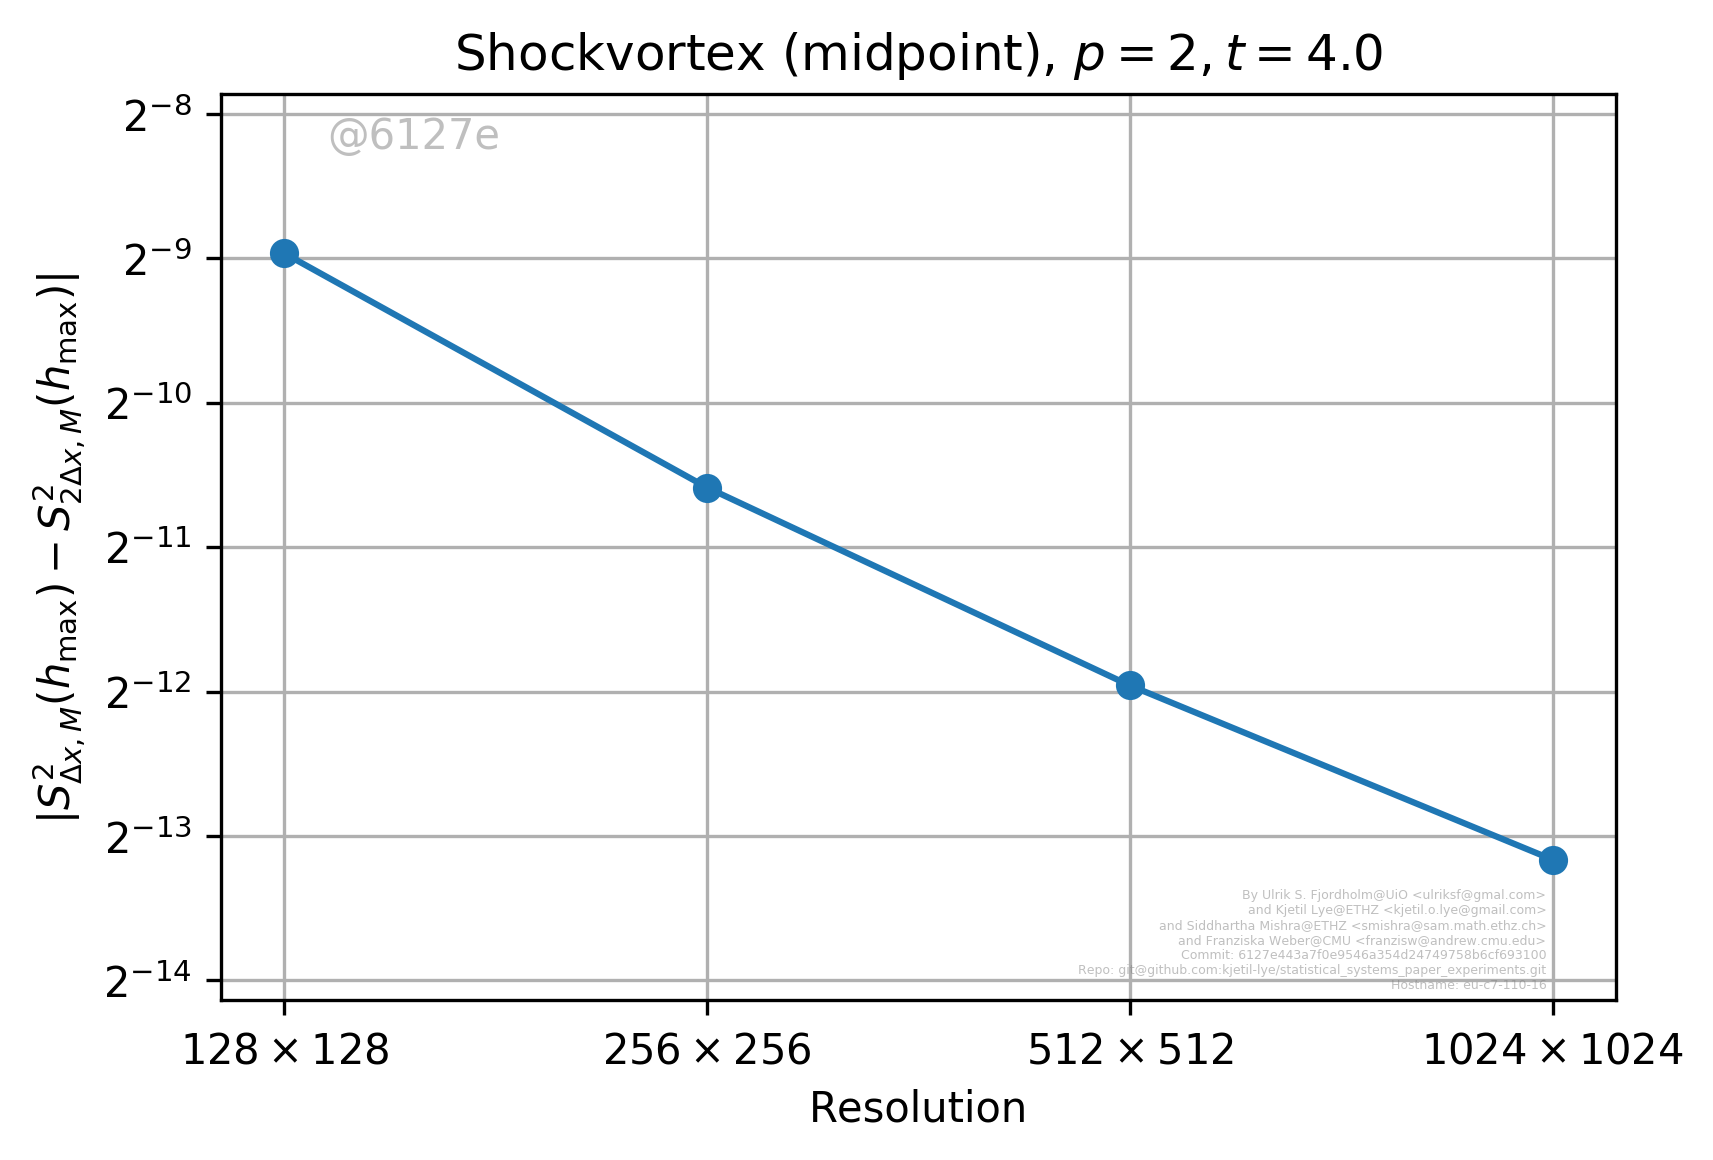 Shockvortex (midpoint), p = 2, t = 4.0
@6127e
2⁻⁸
2⁻⁹
2⁻¹⁰
2⁻¹¹
2⁻¹²
2⁻¹³
2⁻¹⁴
|S²_{Δx,M}(h_max) − S²_{2Δx,M}(h_max)|
By Ulrik S. Fjordholm@UiO <ulriksf@gmal.com>
and Kjetil Lye@ETHZ <kjetil.o.lye@gmail.com>
and Siddhartha Mishra@ETHZ <smishra@sam.math.ethz.ch>
and Franziska Weber@CMU <franzisw@andrew.cmu.edu>
Commit: 6127e443a7f0e9546a354d24749758b6cf693100
Repo: git@github.com:kjetil-lye/statistical_systems_paper_experiments.git
Hostname: eu-c7-110-16
128 × 128
256 × 256
512 × 512
1024 × 1024
Resolution